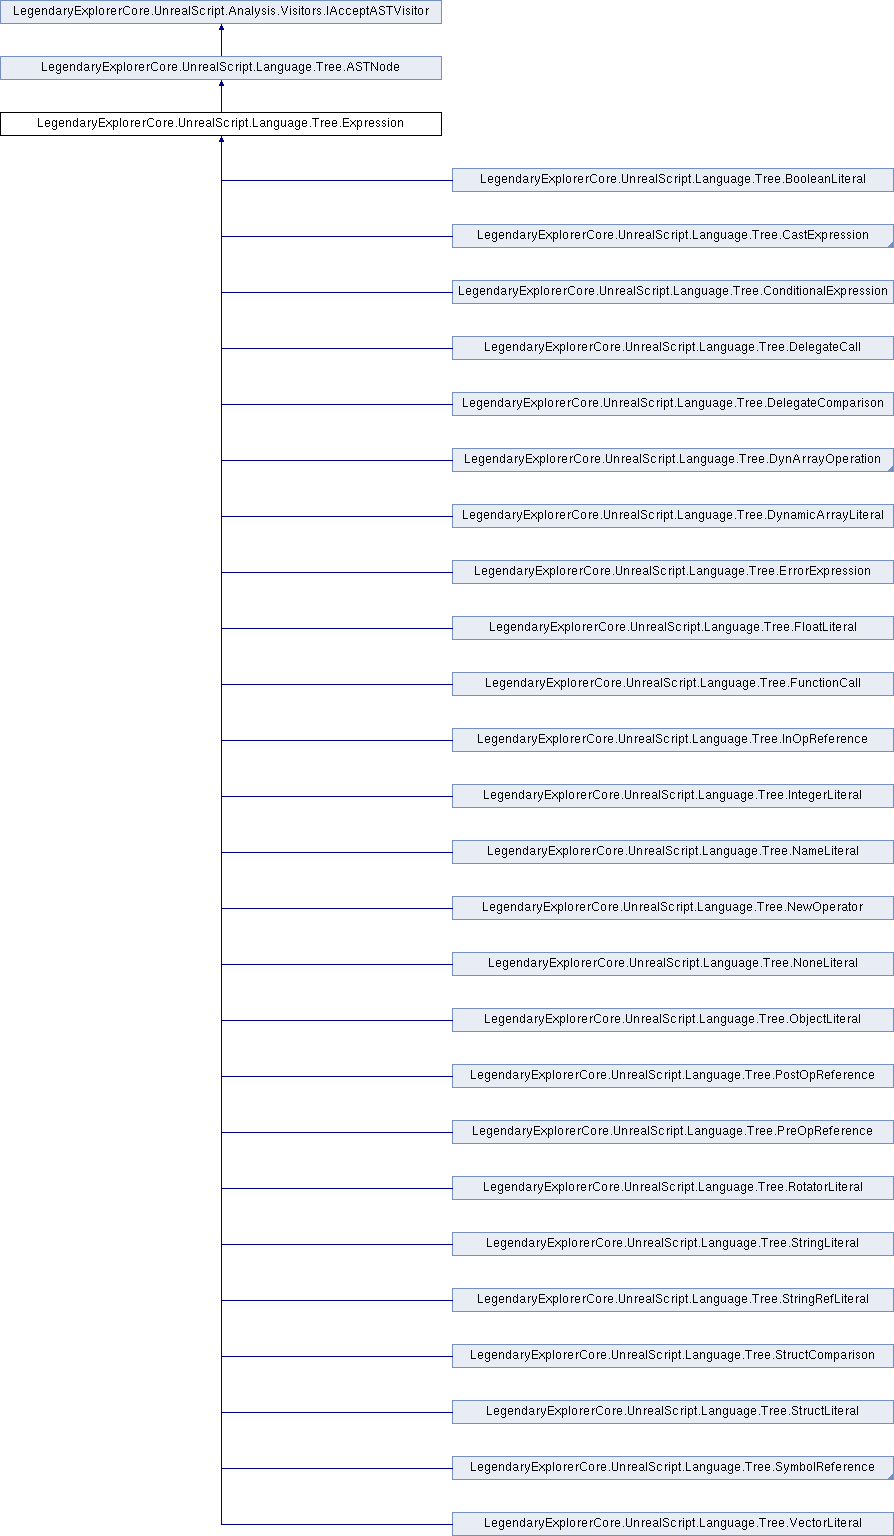 LegendaryExplorerCore.UnrealScript.Analysis.Visitors.IAcceptASTVisitor
LegendaryExplorerCore.UnrealScript.Language.Tree.ASTNode
LegendaryExplorerCore.UnrealScript.Language.Tree.Expression
LegendaryExplorerCore.UnrealScript.Language.Tree.BooleanLiteral
LegendaryExplorerCore.UnrealScript.Language.Tree.CastExpression
LegendaryExplorerCore.UnrealScript.Language.Tree.ConditionalExpression
LegendaryExplorerCore.UnrealScript.Language.Tree.DelegateCall
LegendaryExplorerCore.UnrealScript.Language.Tree.DelegateComparison
LegendaryExplorerCore.UnrealScript.Language.Tree.DynArrayOperation
LegendaryExplorerCore.UnrealScript.Language.Tree.DynamicArrayLiteral
LegendaryExplorerCore.UnrealScript.Language.Tree.ErrorExpression
LegendaryExplorerCore.UnrealScript.Language.Tree.FloatLiteral
LegendaryExplorerCore.UnrealScript.Language.Tree.FunctionCall
LegendaryExplorerCore.UnrealScript.Language.Tree.InOpReference
LegendaryExplorerCore.UnrealScript.Language.Tree.IntegerLiteral
LegendaryExplorerCore.UnrealScript.Language.Tree.NameLiteral
LegendaryExplorerCore.UnrealScript.Language.Tree.NewOperator
LegendaryExplorerCore.UnrealScript.Language.Tree.NoneLiteral
LegendaryExplorerCore.UnrealScript.Language.Tree.ObjectLiteral
LegendaryExplorerCore.UnrealScript.Language.Tree.PostOpReference
LegendaryExplorerCore.UnrealScript.Language.Tree.PreOpReference
LegendaryExplorerCore.UnrealScript.Language.Tree.RotatorLiteral
LegendaryExplorerCore.UnrealScript.Language.Tree.StringLiteral
LegendaryExplorerCore.UnrealScript.Language.Tree.StringRefLiteral
LegendaryExplorerCore.UnrealScript.Language.Tree.StructComparison
LegendaryExplorerCore.UnrealScript.Language.Tree.StructLiteral
LegendaryExplorerCore.UnrealScript.Language.Tree.SymbolReference
LegendaryExplorerCore.UnrealScript.Language.Tree.VectorLiteral